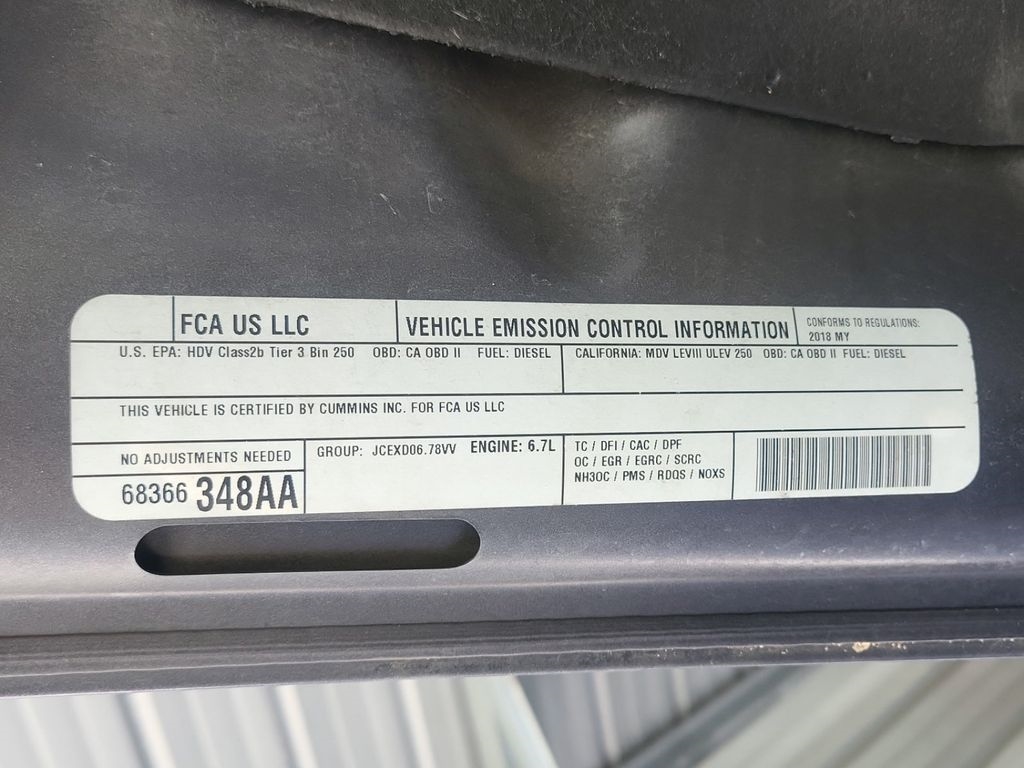 FCA US LLC
VEHICLE EMISSION CONTROL INFORMATION
CONFORMS TO REGULATIONS:
2018 MY
U.S. EPA: HDV Class2b Tier 3 Bin 250 OBD: CA OBD II FUEL: DIESEL
CALIFORNIA: MDV LEVIII ULEV 250 OBD: CA OBD II FUEL: DIESEL
THIS VEHICLE IS CERTIFIED BY CUMMINS INC. FOR FCA US LLC
NO ADJUSTMENTS NEEDED
68366 348AA
GROUP: JCEXD06.78VV ENGINE: 6.7L
TC / DFI / CAC / DPF
OC / EGR / EGRC / SCRC
NH3OC / PMS / RDQS / NOXS